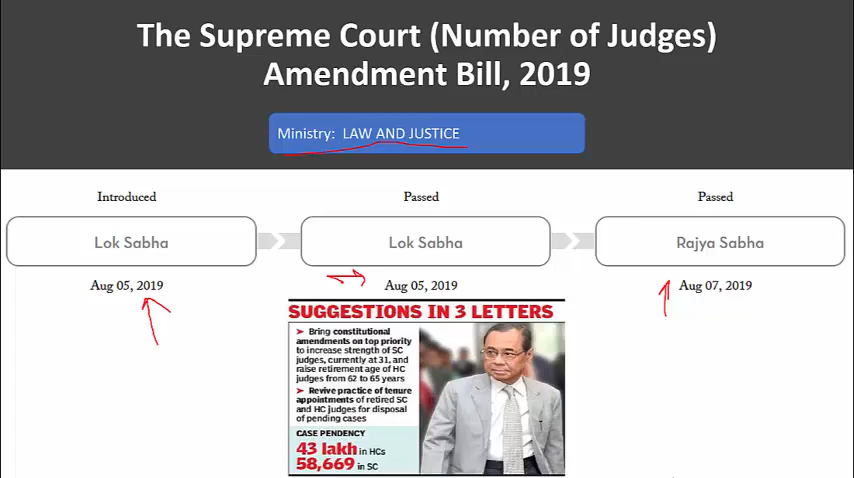 The Supreme Court (Number of Judges)
Amendment Bill, 2019
Ministry: LAW AND JUSTICE
Introduced
Passed
Passed
Lok Sabha
Lok Sabha
Rajya Sabha
Aug 05, 2019
Aug 05, 2019
Aug 07, 2019
SUGGESTIONS IN 3 LETTERS
➤ Bring constitutional
amendments on top priority
to increase strength of SC
judges, currently at 31, and
raise retirement age of HC
judges from 62 to 65 years
➤ Revive practice of tenure
appointments of retired SC
and HC judges for disposal
of pending cases
CASE PENDENCY
43 lakh in HCs
58,669 in SC